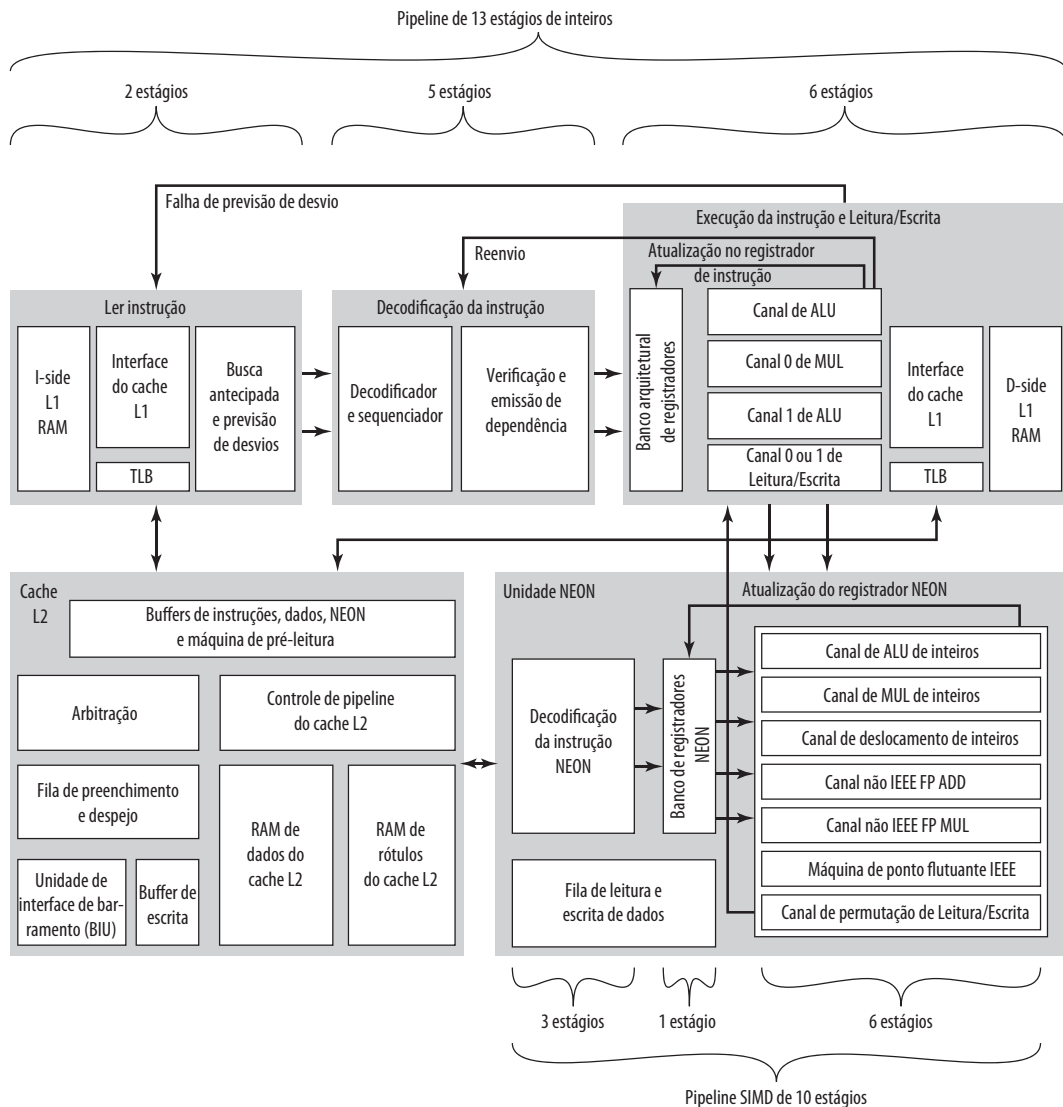 Pipeline de 13 estágios de inteiros
2 estágios
5 estágios
6 estágios
Falha de previsão de desvio
Execução da instrução e Leitura/Escrita
Reenvio
Atualização no registrador
de instrução
Ler instrução
I-side
L1
RAM
Interface
do cache
L1
TLB
Busca
antecipada
e previsão
de desvios
Decodificação da instrução
Decodificador
e sequenciador
Verificação e
emissão de
dependência
Banco arquitetural
de registradores
Canal de ALU
Canal 0 de MUL
Canal 1 de ALU
Canal 0 ou 1 de
Leitura/Escrita
Interface
do cache
L1
TLB
D-side
L1
RAM
Cache
L2
Buffers de instruções, dados, NEON
e máquina de pré-leitura
Arbitração
Controle de pipeline
do cache L2
Fila de preenchimento
e despejo
RAM de
dados do
cache L2
RAM de
rótulos
do cache L2
Unidade de
interface de bar-
ramento (BIU)
Buffer de
escrita
Unidade NEON
Atualização do registrador NEON
Decodificação
da instrução
NEON
Banco de registradores
NEON
Canal de ALU de inteiros
Canal de MUL de inteiros
Canal de deslocamento de inteiros
Canal não IEEE FP ADD
Canal não IEEE FP MUL
Máquina de ponto flutuante IEEE
Canal de permutação de Leitura/Escrita
Fila de leitura e
escrita de dados
3 estágios
1 estágio
6 estágios
Pipeline SIMD de 10 estágios